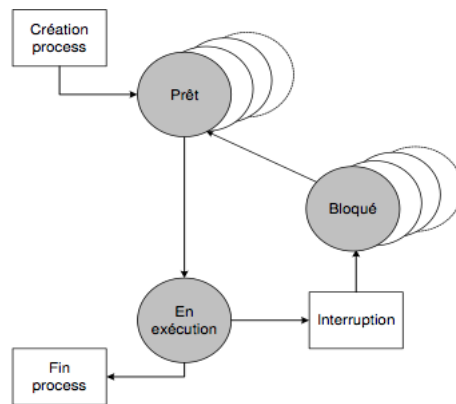 Création
process
Prêt
Bloqué
En
exécution
Interruption
Fin
process